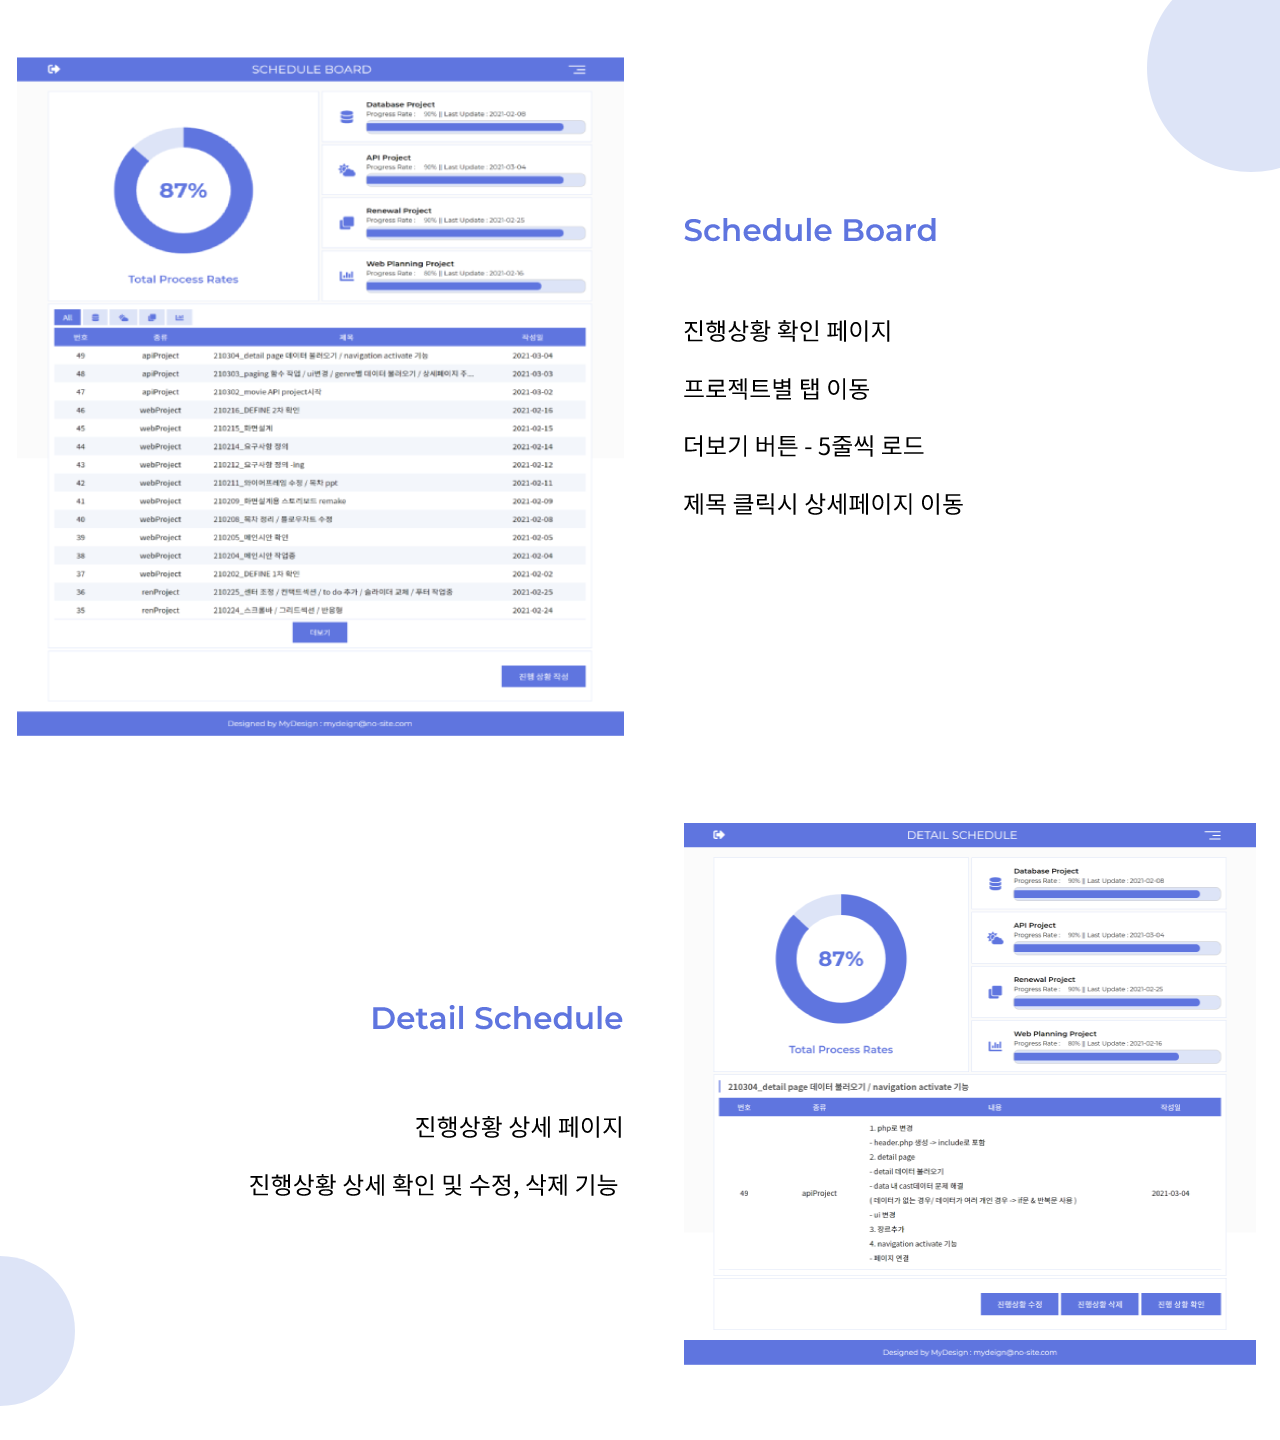 SCHEDULE BOARD
87%
Total Process Rates
Database Project
Progress Rate : 90% || Last Update : 2021-02-08
API Project
Progress Rate : 90% || Last Update : 2021-03-04
Renewal Project
Progress Rate : 90% || Last Update : 2021-02-25
Web Planning Project
Progress Rate : 80% || Last Update : 2021-02-16
All
번호 종류 제목 작성일
49 apiProject 210304_detail page 데이터 불러오기 / navigation activate 기능 2021-03-04
48 apiProject 210303_paging 함수 작업 / ui변경 / genre별 데이터 불러오기 / 상세페이지 추... 2021-03-03
47 apiProject 210302_movie API project시작 2021-03-02
46 webProject 210216_DEFINE 2차 확인 2021-02-16
45 webProject 210215_화면설계 2021-02-15
44 webProject 210214_요구사항 정의 2021-02-14
43 webProject 210212_요구사항 정의 -ing 2021-02-12
42 webProject 210211_와이어프레임 수정 / 목차 ppt 2021-02-11
41 webProject 210209_화면설계용 스토리보드 remake 2021-02-09
40 webProject 210208_목차 정리 / 플로우차트 수정 2021-02-08
39 webProject 210205_메인시안 확인 2021-02-05
38 webProject 210204_메인시안 작업중 2021-02-04
37 webProject 210202_DEFINE 1차 확인 2021-02-02
36 renProject 210225_센터 조정 / 컨택트섹션 / to do 추가 / 슬라이더 교체 / 푸터 작업중 2021-02-25
35 renProject 210224_스크롤바 / 그리드섹션 / 반응형 2021-02-24
더보기
진행 상황 작성
Designed by MyDesign : mydeign@no-site.com
Schedule Board
진행상황 확인 페이지
프로젝트별 탭 이동
더보기 버튼 - 5줄씩 로드
제목 클릭시 상세페이지 이동
Detail Schedule
진행상황 상세 페이지
진행상황 상세 확인 및 수정, 삭제 기능
DETAIL SCHEDULE
87%
Total Process Rates
Database Project
Progress Rate : 90% || Last Update : 2021-02-08
API Project
Progress Rate : 90% || Last Update : 2021-03-04
Renewal Project
Progress Rate : 90% || Last Update : 2021-02-25
Web Planning Project
Progress Rate : 80% || Last Update : 2021-02-16
210304_detail page 데이터 불러오기 / navigation activate 기능
번호 종류 내용 작성일
1. php로 변경
- header.php 생성 -> include로 포함
2. detail page
- detail 데이터 불러오기
- data 내 cast데이터 문제 해결
49 apiProject ( 데이터가 없는 경우/ 데이터가 여러 개인 경우 -> if문 & 반복문 사용 ) 2021-03-04
- ui 변경
3. 장르추가
4. navigation activate 기능
- 페이지 연결
진행상황 수정 진행상황 삭제 진행 상황 확인
Designed by MyDesign : mydeign@no-site.com